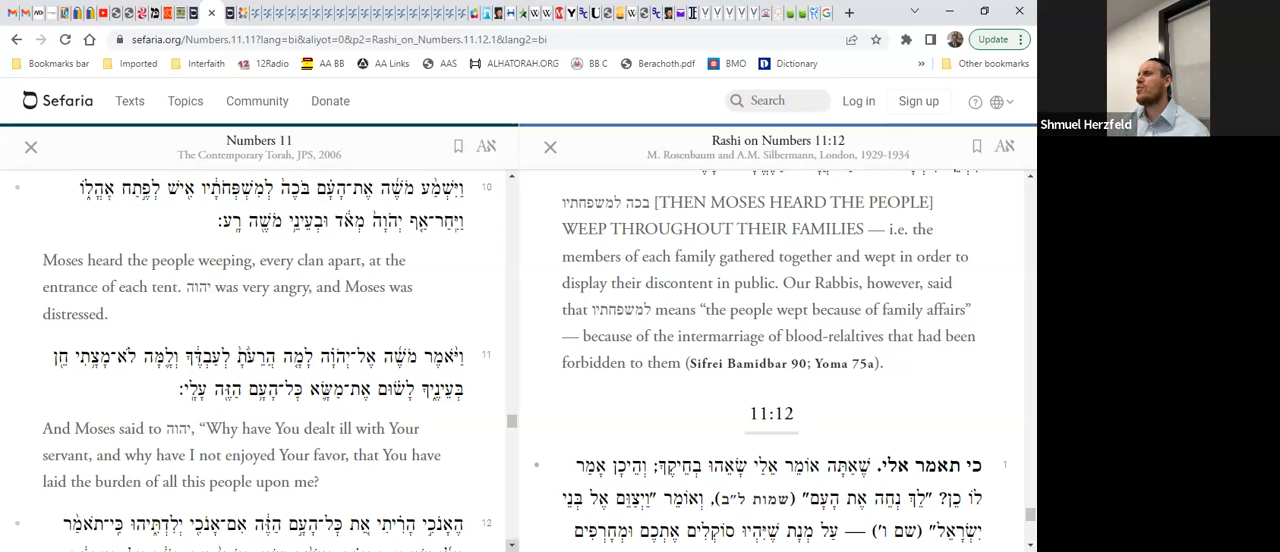 sefaria.org/Numbers.11.11?lang=bi&aliyot=0&p2=Rashi_on_Numbers.11.12.1&lang2=bi
Update
Bookmarks bar
Imported
Interfaith
12Radio
AA BB
AA Links
AAS
ALHATORAH.ORG
BB C
Berachoth.pdf
BMO
Dictionary
»
Other bookmarks
Sefaria
Texts
Topics
Community
Donate
Search
Log in
Sign up
Shmuel Herzfeld
Numbers 11
The Contemporary Torah, JPS, 2006
10
וַיִּשְׁמַ֨ע מֹשֶׁ֜ה אֶת־הָעָ֗ם בֹּכֶה֙ לְמִשְׁפְּחֹתָ֔יו אִ֖ישׁ לְפֶ֣תַח אׇהֳל֑וֹ
וַיִּֽחַר־אַ֤ף יְהֹוָה֙ מְאֹ֔ד וּבְעֵינֵ֥י מֹשֶׁ֖ה רָֽע׃
Moses heard the people weeping, every clan apart, at the
entrance of each tent. יהוה was very angry, and Moses was
distressed.
11
וַיֹּ֨אמֶר מֹשֶׁ֜ה אֶל־יְהֹוָ֗ה לָמָ֤ה הֲרֵעֹ֙תָ֙ לְעַבְדֶּ֔ךָ וְלָ֛מָּה לֹא־מָצָ֥תִי חֵ֖ן
בְּעֵינֶ֑יךָ לָשׂ֗וּם אֶת־מַשָּׂ֛א כׇּל־הָעָ֥ם הַזֶּ֖ה עָלָֽי׃
And Moses said to יהוה, “Why have You dealt ill with Your
servant, and why have I not enjoyed Your favor, that You have
laid the burden of all this people upon me?
12
הֶאָנֹכִ֣י הָרִ֗יתִי אֵ֚ת כׇּל־הָעָ֣ם הַזֶּ֔ה אִם־אָנֹכִ֖י יְלִדְתִּ֑יהוּ כִּֽי־תֹאמַ֨ר
Rashi on Numbers 11:12
M. Rosenbaum and A.M. Silbermann, London, 1929-1934
בכה למשפחתיו [THEN MOSES HEARD THE PEOPLE]
WEEP THROUGHOUT THEIR FAMILIES — i.e. the
members of each family gathered together and wept in order to
display their discontent in public. Our Rabbis, however, said
that למשפחתיו means “the people wept because of family affairs”
— because of the intermarriage of blood-relaltives that had been
forbidden to them (Sifrei Bamidbar 90; Yoma 75a).
11:12
1
כי תאמר אלי. שֶׁאַתָּה אוֹמֵר אֵלַי שָׂאֵהוּ בְחֵיקֶךָ; וְהֵיכָן אָמַר
לוֹ כֵן? "לֵךְ נְחֵה אֶת הָעָם" (שמות ל"ב), וְאוֹמֵר "וַיְצַוֵּם אֶל בְּנֵי
יִשְׂרָאֵל" (שם ו') — עַל מְנָת שֶׁיִּהְיוּ סוֹקְלִים אֶתְכֶם וּמְחָרְפִים